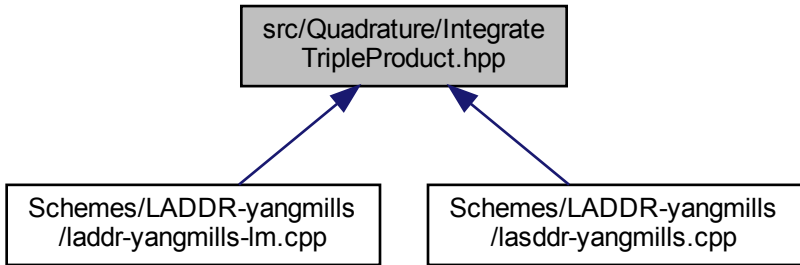 src/Quadrature/Integrate
TripleProduct.hpp
Schemes/LADDR-yangmills
/laddr-yangmills-lm.cpp
Schemes/LADDR-yangmills
/lasddr-yangmills.cpp